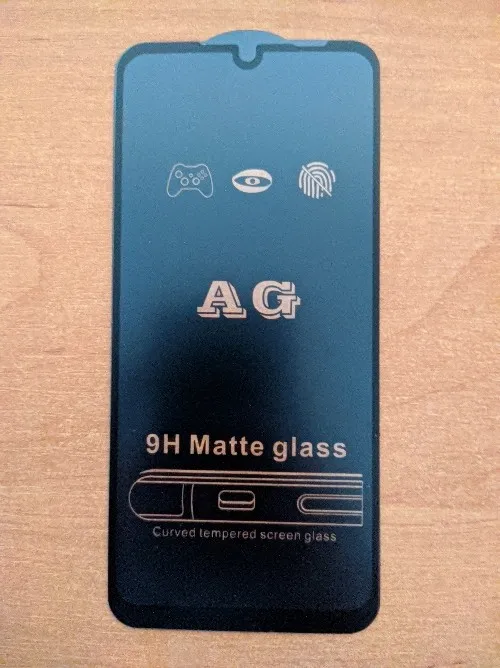 AG
9H Matte glass
Curved tempered screen glass